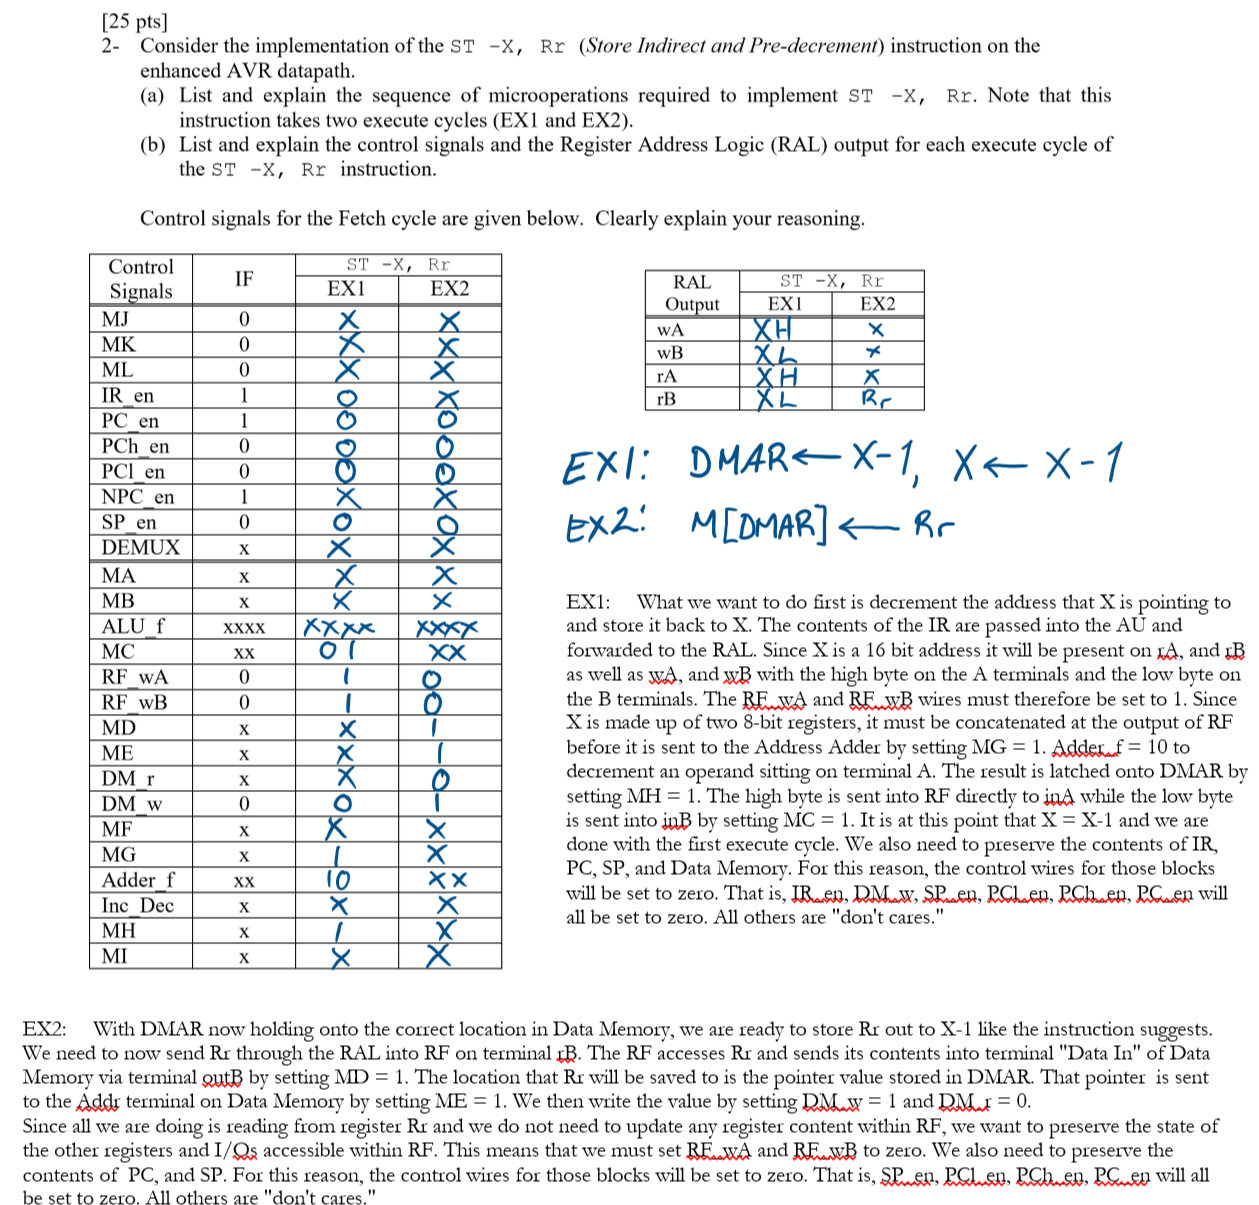 [25 pts]
2- Consider the implementation of the ST -X, Rr (Store Indirect and Pre-decrement) instruction on the
enhanced AVR datapath.
(a) List and explain the sequence of microoperations required to implement ST -X, Rr. Note that this
instruction takes two execute cycles (EX1 and EX2).
(b) List and explain the control signals and the Register Address Logic (RAL) output for each execute cycle of
the ST -X, Rr instruction.
Control signals for the Fetch cycle are given below. Clearly explain your reasoning.
Control Signals IF ST -X, Rr
EX1 EX2
MJ 0 X X
MK 0 X X
ML 0 X X
IR_en 1 0 X
PC_en 1 0 0
PCh_en 0 0 0
PCl_en 0 0 0
NPC_en 1 X X
SP_en 0 0 0
DEMUX x X X
MA x X X
MB x X X
ALU_f xxxx XXXX XXXX
MC xx 01 XX
RF_wA 0 1 0
RF_wB 0 1 0
MD x X 1
ME x X 1
DM_r x X 0
DM_w 0 0 1
MF x X X
MG x 1 X
Adder_f xx 10 XX
Inc_Dec x X X
MH x 1 X
MI x X X
RAL Output ST -X, Rr
EX1 EX2
wA XH X
wB XL X
rA XH X
rB XL Rr
EX1: DMAR ← X-1, X ← X-1
EX2: M[DMAR] ← Rr
EX1: What we want to do first is decrement the address that X is pointing to
and store it back to X. The contents of the IR are passed into the AU and
forwarded to the RAL. Since X is a 16 bit address it will be present on rA, and rB
as well as wA, and wB with the high byte on the A terminals and the low byte on
the B terminals. The RF_wA and RF_wB wires must therefore be set to 1. Since
X is made up of two 8-bit registers, it must be concatenated at the output of RF
before it is sent to the Address Adder by setting MG = 1. Adder_f = 10 to
decrement an operand sitting on terminal A. The result is latched onto DMAR by
setting MH = 1. The high byte is sent into RF directly to inA while the low byte
is sent into inB by setting MC = 1. It is at this point that X = X-1 and we are
done with the first execute cycle. We also need to preserve the contents of IR,
PC, SP, and Data Memory. For this reason, the control wires for those blocks
will be set to zero. That is, IR_en, DM_w, SP_en, PCl_en, PCh_en, PC_en will
all be set to zero. All others are "don't cares."
EX2: With DMAR now holding onto the correct location in Data Memory, we are ready to store Rr out to X-1 like the instruction suggests.
We need to now send Rr through the RAL into RF on terminal rB. The RF accesses Rr and sends its contents into terminal "Data In" of Data
Memory via terminal outB by setting MD = 1. The location that Rr will be saved to is the pointer value stored in DMAR. That pointer is sent
to the Addr terminal on Data Memory by setting ME = 1. We then write the value by setting DM_w = 1 and DM_r = 0.
Since all we are doing is reading from register Rr and we do not need to update any register content within RF, we want to preserve the state of
the other registers and I/Os accessible within RF. This means that we must set RF_wA and RF_wB to zero. We also need to preserve the
contents of PC, and SP. For this reason, the control wires for those blocks will be set to zero. That is, SP_en, PCl_en, PCh_en, PC_en will all
be set to zero. All others are "don't cares."